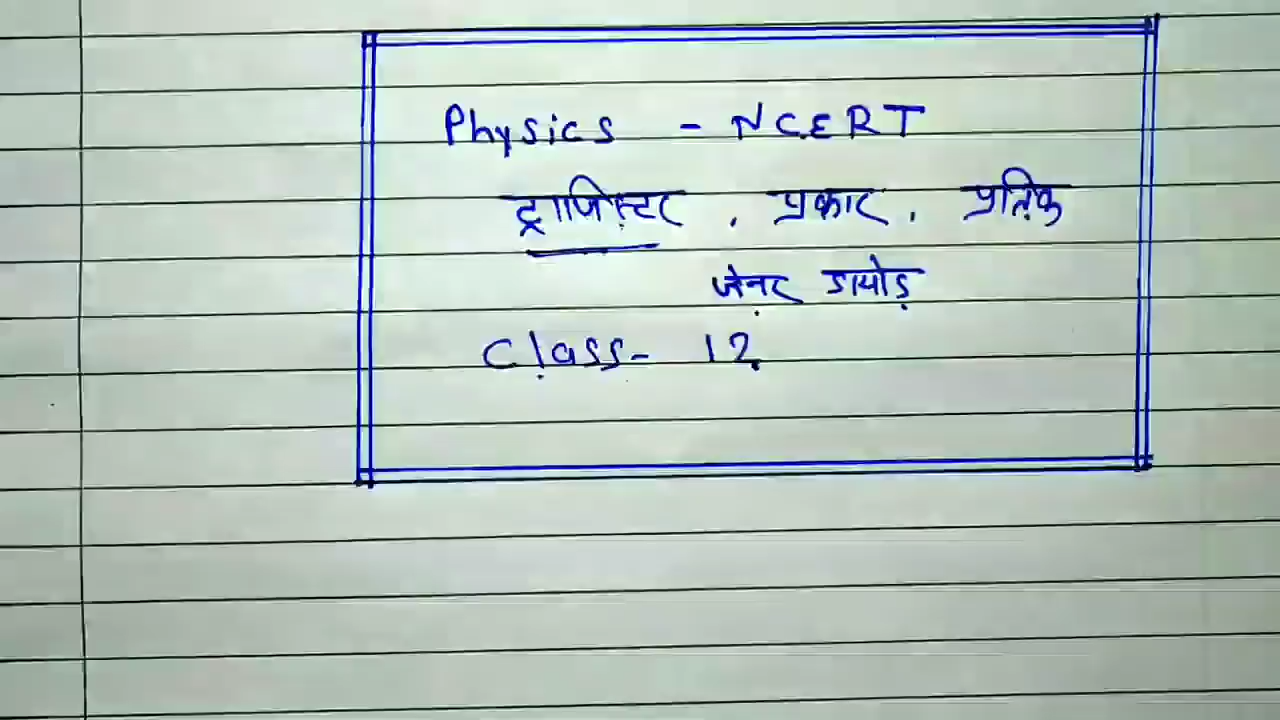 Physics - NCERT
ट्राजिस्टर , प्रकार , प्रतिक
जेनर डायोड़
Class- 12